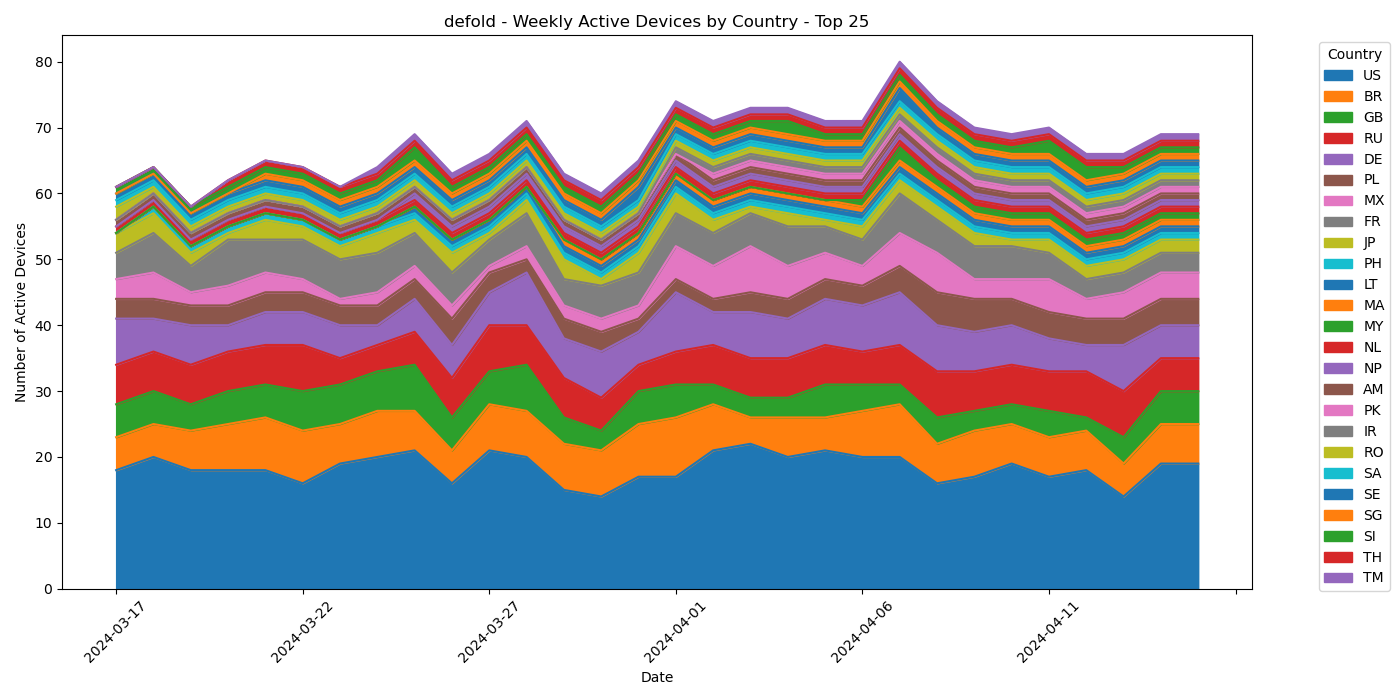 defold - Weekly Active Devices by Country - Top 25
Number of Active Devices
80
70
60
50
40
30
20
10
0
2024-03-17
2024-03-22
2024-03-27
2024-04-01
2024-04-06
2024-04-11
Date
Country
US
BR
GB
RU
DE
PL
MX
FR
JP
PH
LT
MA
MY
NL
NP
AM
PK
IR
RO
SA
SE
SG
SI
TH
TM